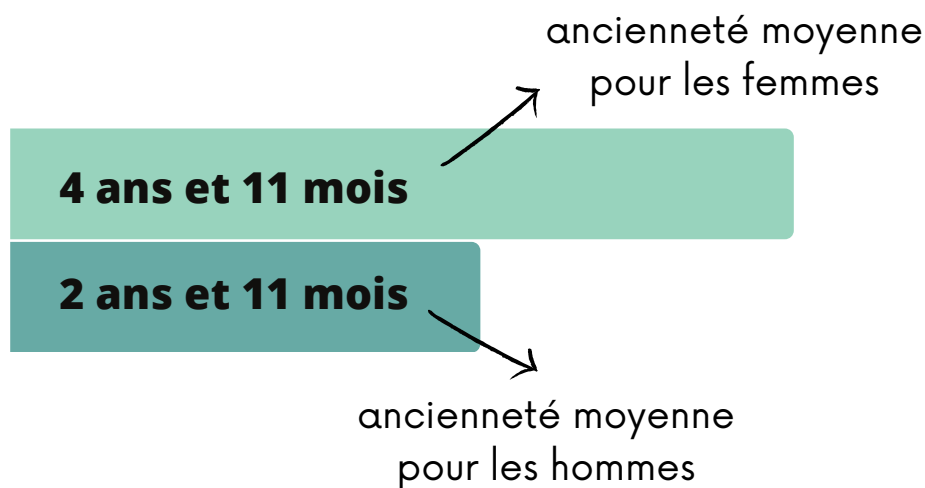 ancienneté moyenne
pour les femmes
4 ans et 11 mois
2 ans et 11 mois
ancienneté moyenne
pour les hommes